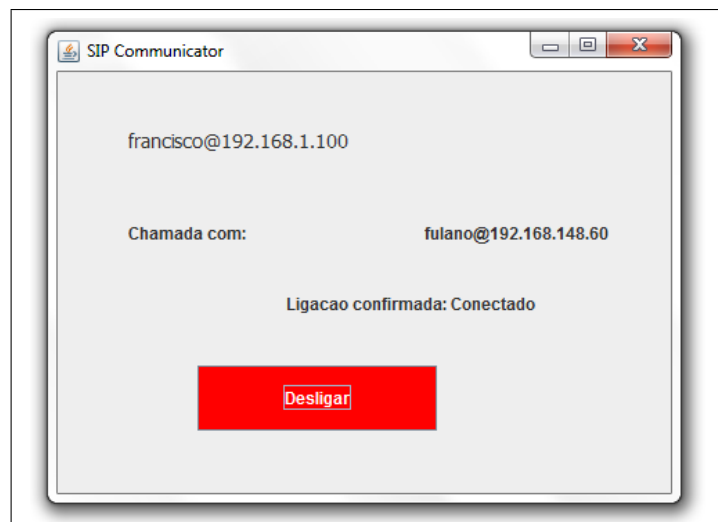 SIP Communicator
francisco@192.168.1.100
Chamada com: fulano@192.168.148.60
Ligacao confirmada: Conectado
Desligar